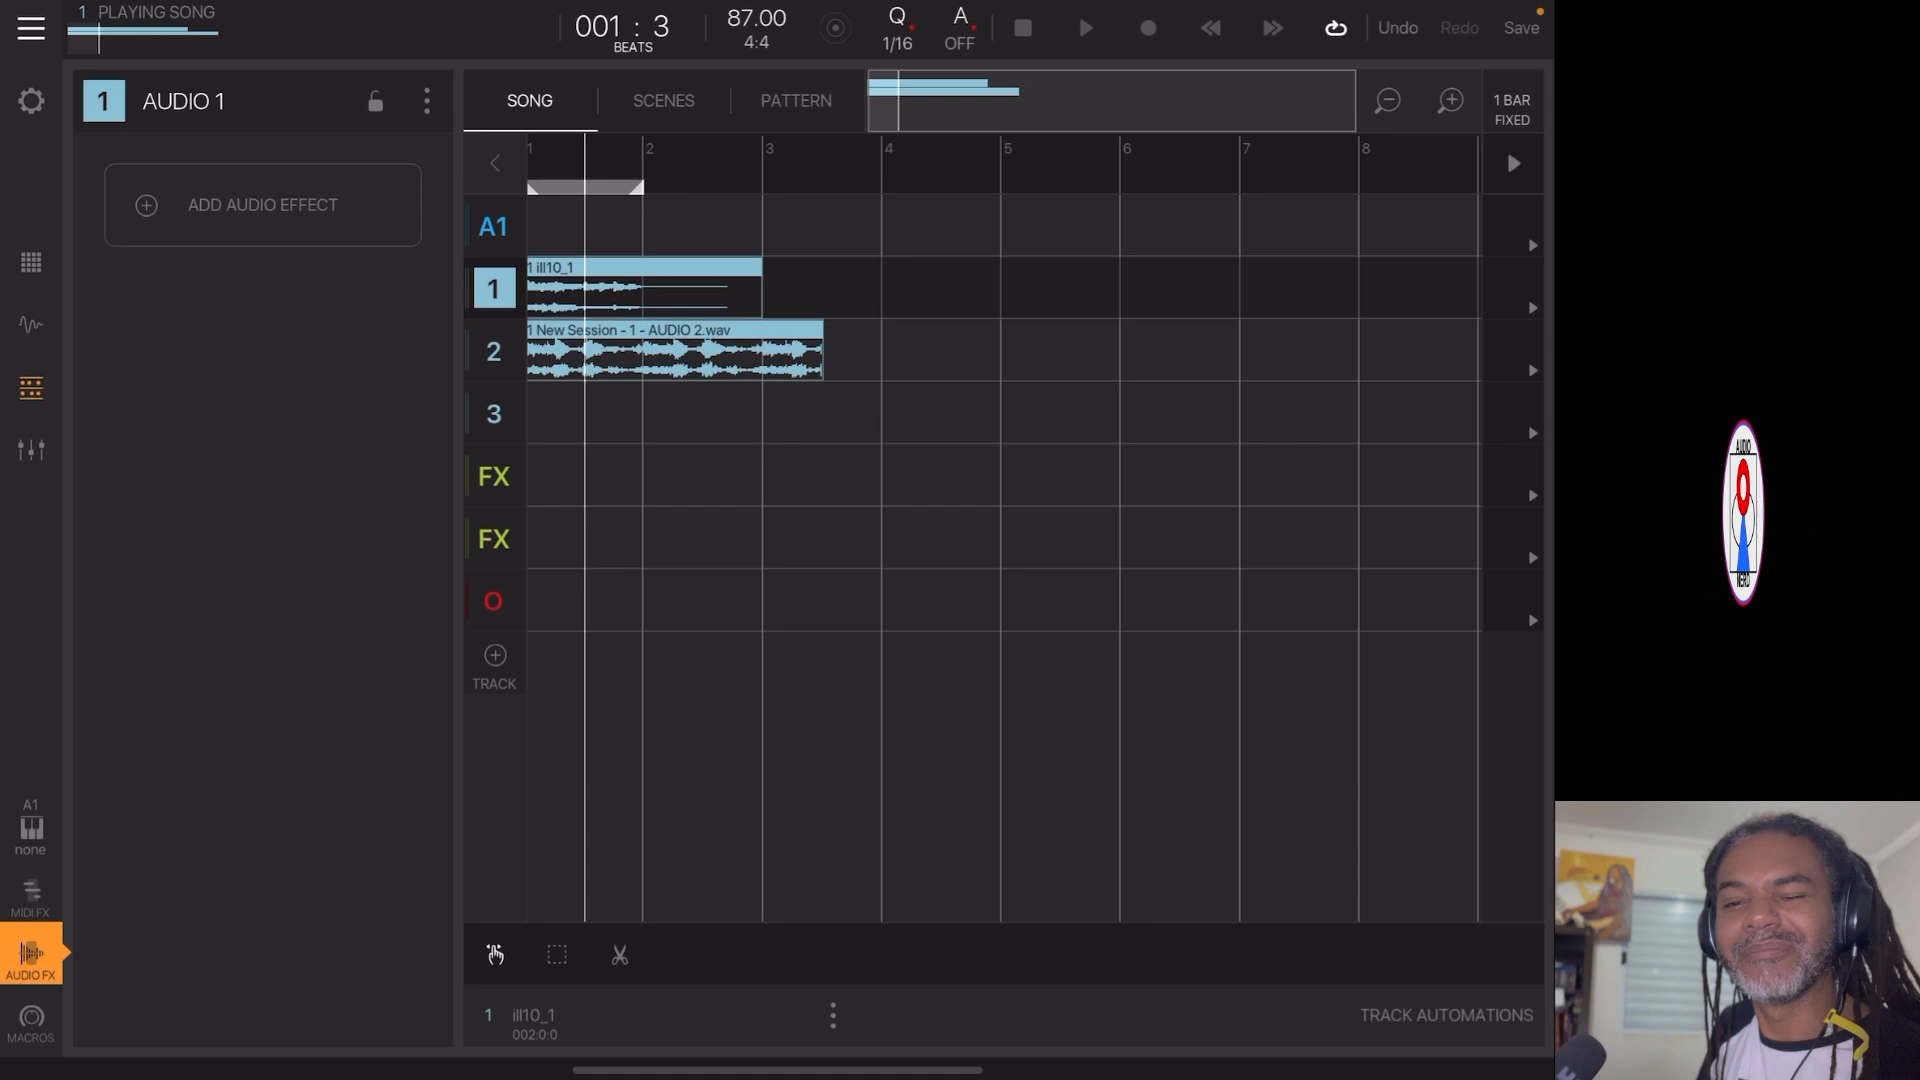 1 PLAYING SONG
001 : 3
BEATS
87.00
4:4
Q
1/16
A
OFF
Undo
Redo
Save
1
AUDIO 1
SONG
SCENES
PATTERN
1 BAR
FIXED
ADD AUDIO EFFECT
1
2
3
4
5
6
7
8
A1
1
1 ill10_1
2
1 New Session - 1 - AUDIO 2.wav
3
FX
FX
O
TRACK
A1
none
MIDI FX
AUDIO FX
MACROS
1 ill10_1
002:0:0
TRACK AUTOMATIONS
AUDIO
NERD